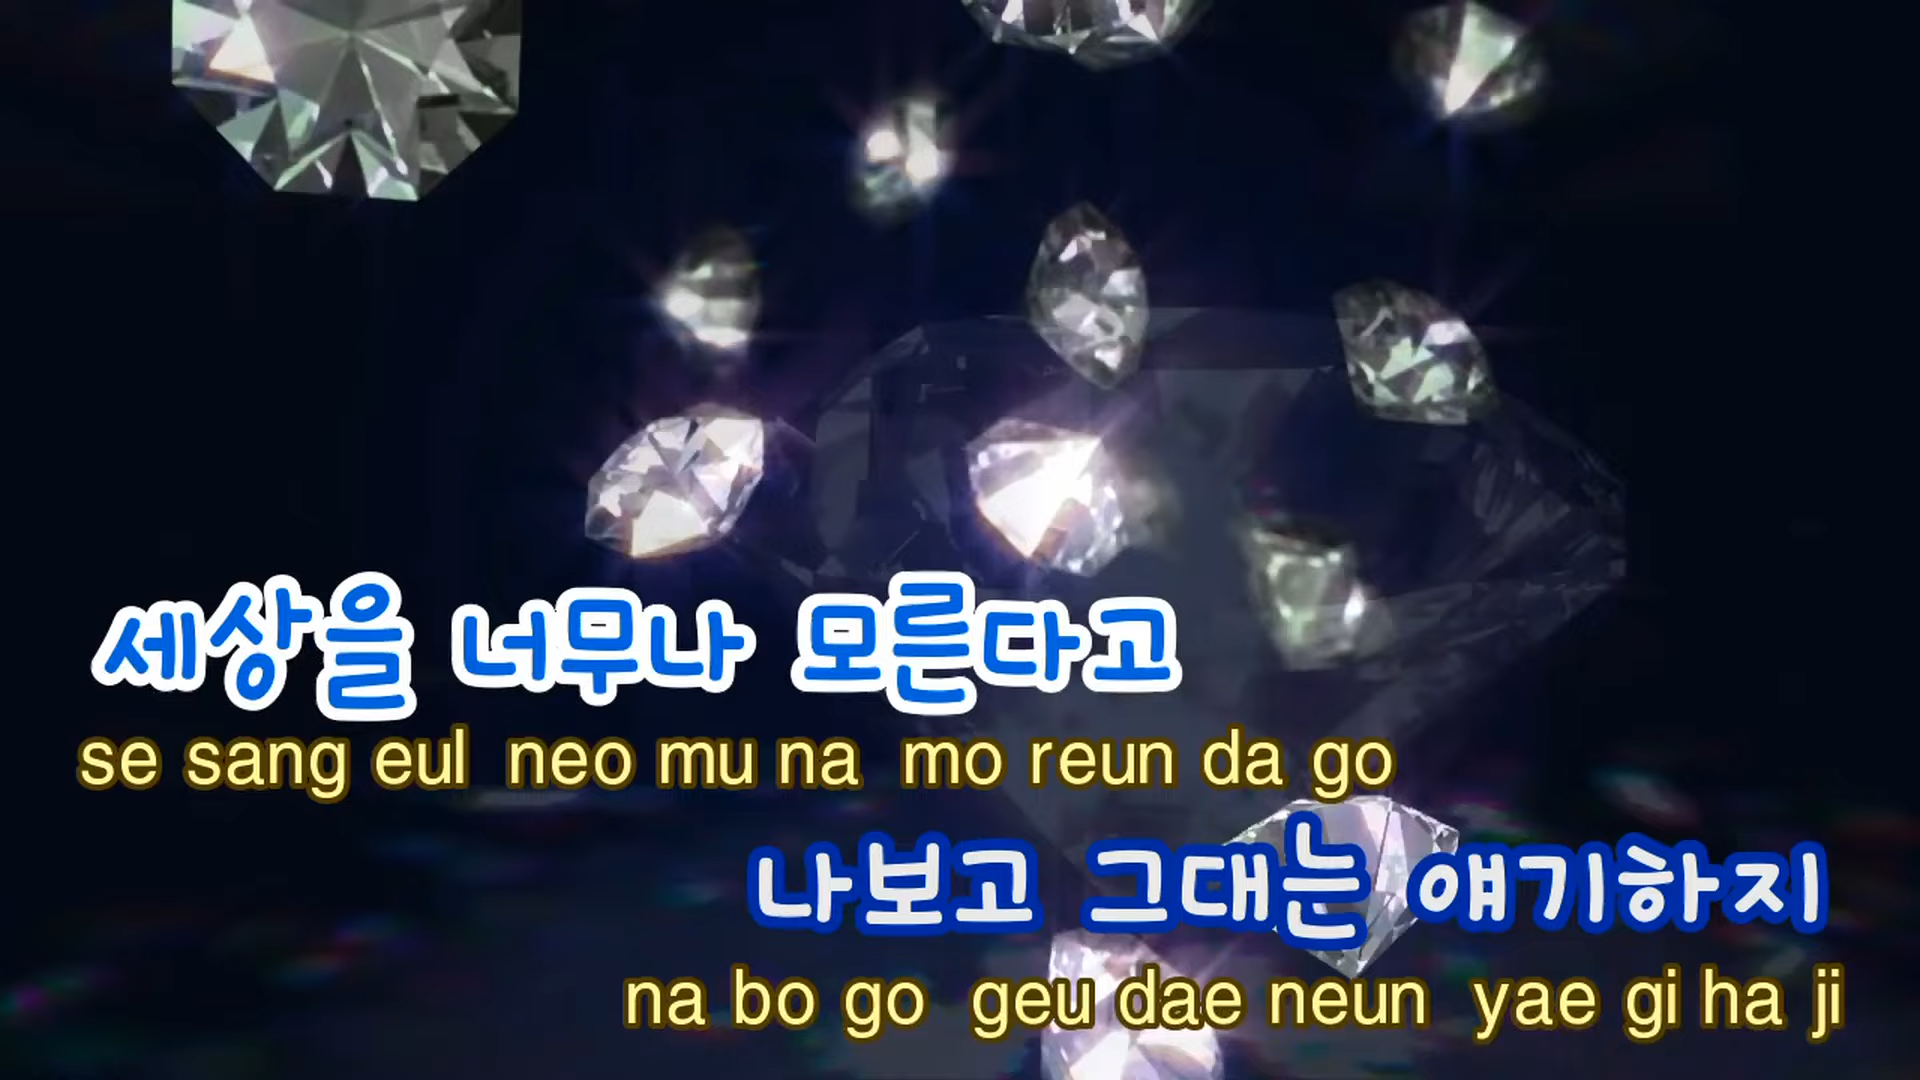 세상을 너무나 모른다고
se sang eul neo mu na mo reun da go
나보고 그대는 얘기하지
na bo go geu dae neun yae gi ha ji